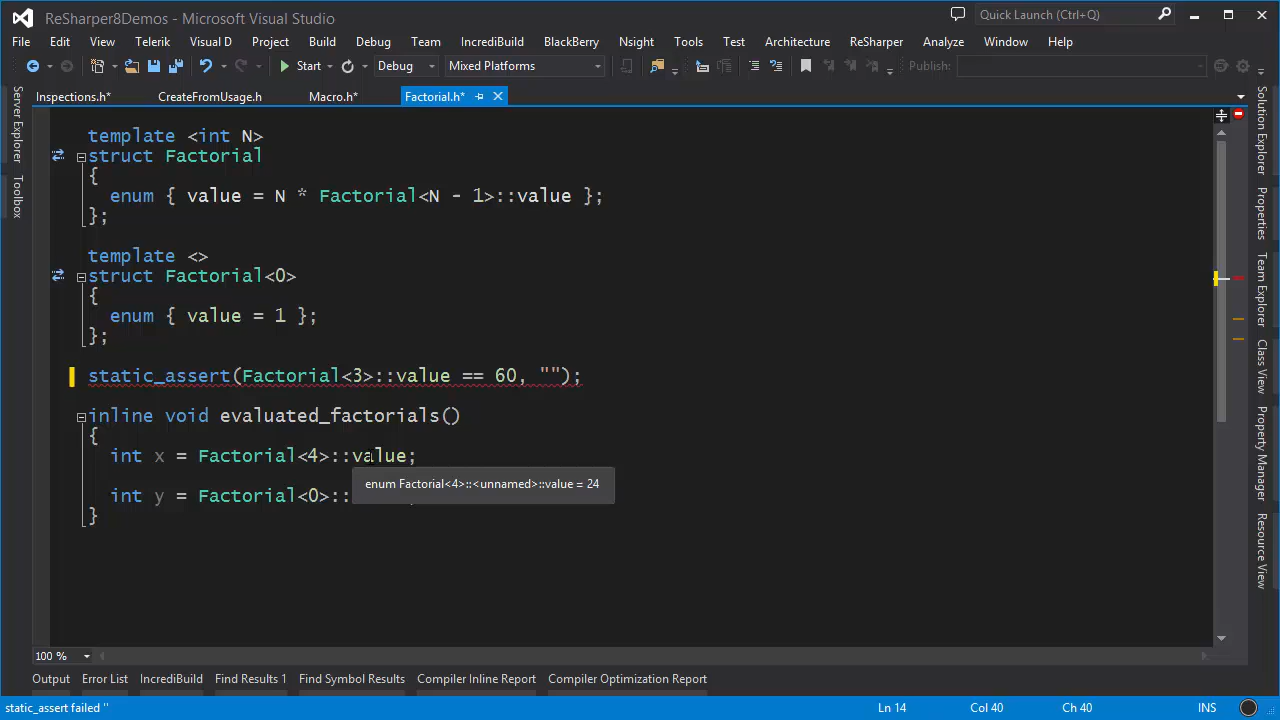 ReSharper8Demos - Microsoft Visual Studio
Quick Launch (Ctrl+Q)
File Edit View Telerik Visual D Project Build Debug Team IncrediBuild BlackBerry Nsight Tools Test Architecture ReSharper Analyze Window Help
Start Debug Mixed Platforms Publish:
Inspections.h* CreateFromUsage.h Macro.h* Factorial.h*
Server Explorer
Toolbox
template <int N>
struct Factorial
{
enum { value = N * Factorial<N - 1>::value };
};
template <>
struct Factorial<0>
{
enum { value = 1 };
};
static_assert(Factorial<3>::value == 60, "");
inline void evaluated_factorials()
{
int x = Factorial<4>::value;
enum Factorial<4>::<unnamed>::value = 24
int y = Factorial<0>::
}
Solution Explorer
Properties
Team Explorer
Class View
Property Manager
Resource View
100 %
Output Error List IncrediBuild Find Results 1 Find Symbol Results Compiler Inline Report Compiler Optimization Report
static_assert failed '' Ln 14 Col 40 Ch 40 INS